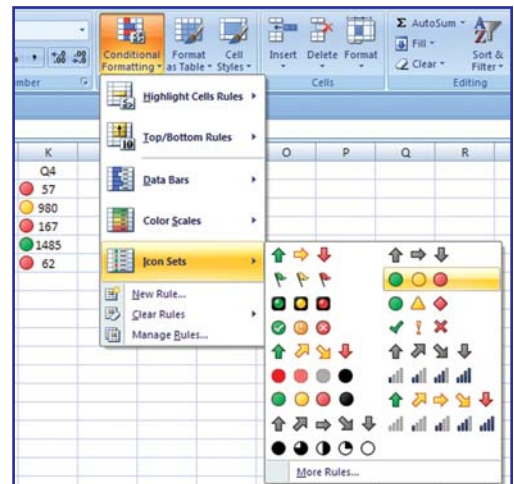 Σ AutoSum
Fill
Clear
Conditional Formatting
Format as Table
Cell Styles
Insert
Delete
Format
Sort & Filter
mber
Cells
Editing
K
O
P
Q
R
Q4
57
980
167
1485
62
Highlight Cells Rules
Top/Bottom Rules
Data Bars
Color Scales
Icon Sets
New Rule...
Clear Rules
Manage Rules...
More Rules...